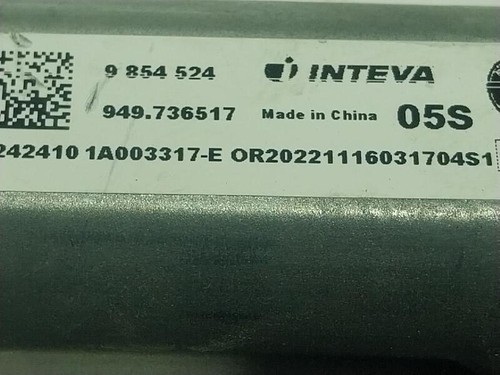 9 854 524 INTEVA
949.736517 Made in China 05S
242410 1A003317-E OR20221116031704S1